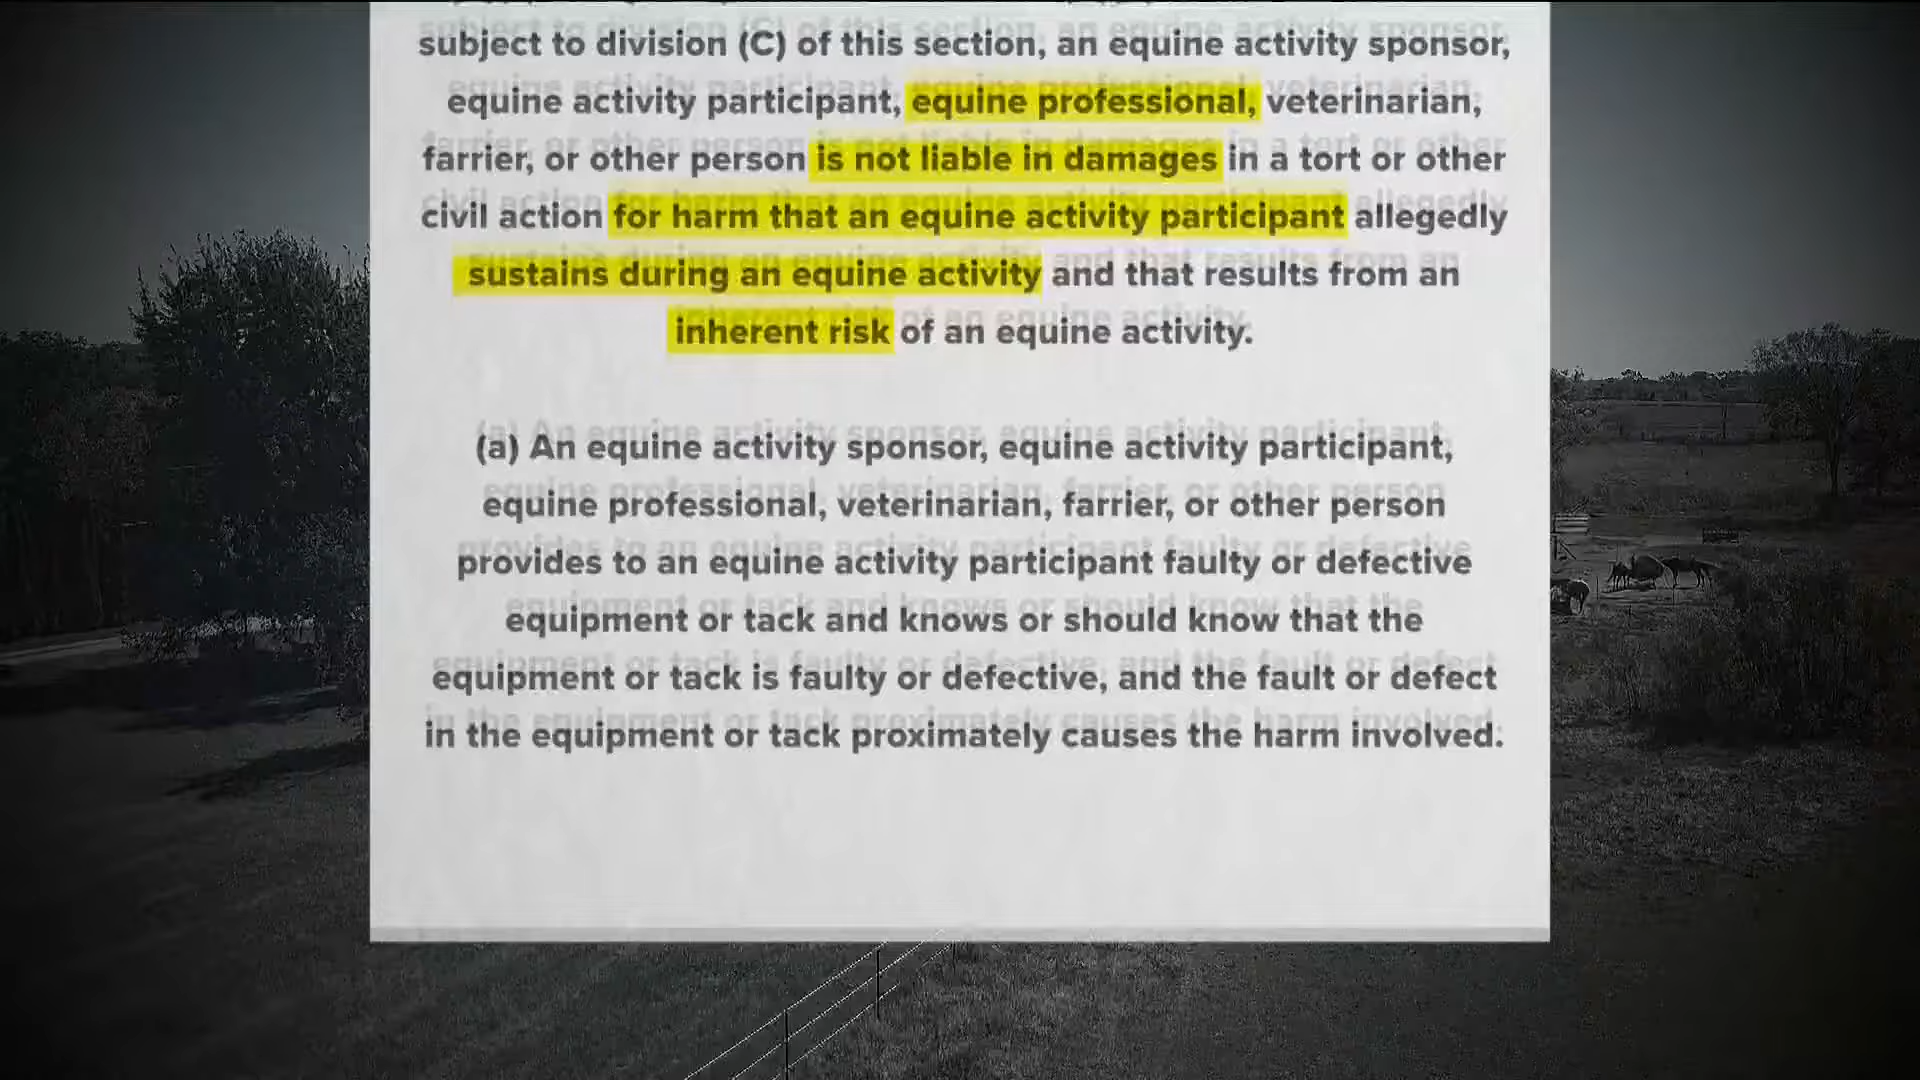 subject to division (C) of this section, an equine activity sponsor,
equine activity participant, equine professional, veterinarian,
farrier, or other person is not liable in damages in a tort or other
civil action for harm that an equine activity participant allegedly
sustains during an equine activity and that results from an
inherent risk of an equine activity.
(a) An equine activity sponsor, equine activity participant,
equine professional, veterinarian, farrier, or other person
provides to an equine activity participant faulty or defective
equipment or tack and knows or should know that the
equipment or tack is faulty or defective, and the fault or defect
in the equipment or tack proximately causes the harm involved.